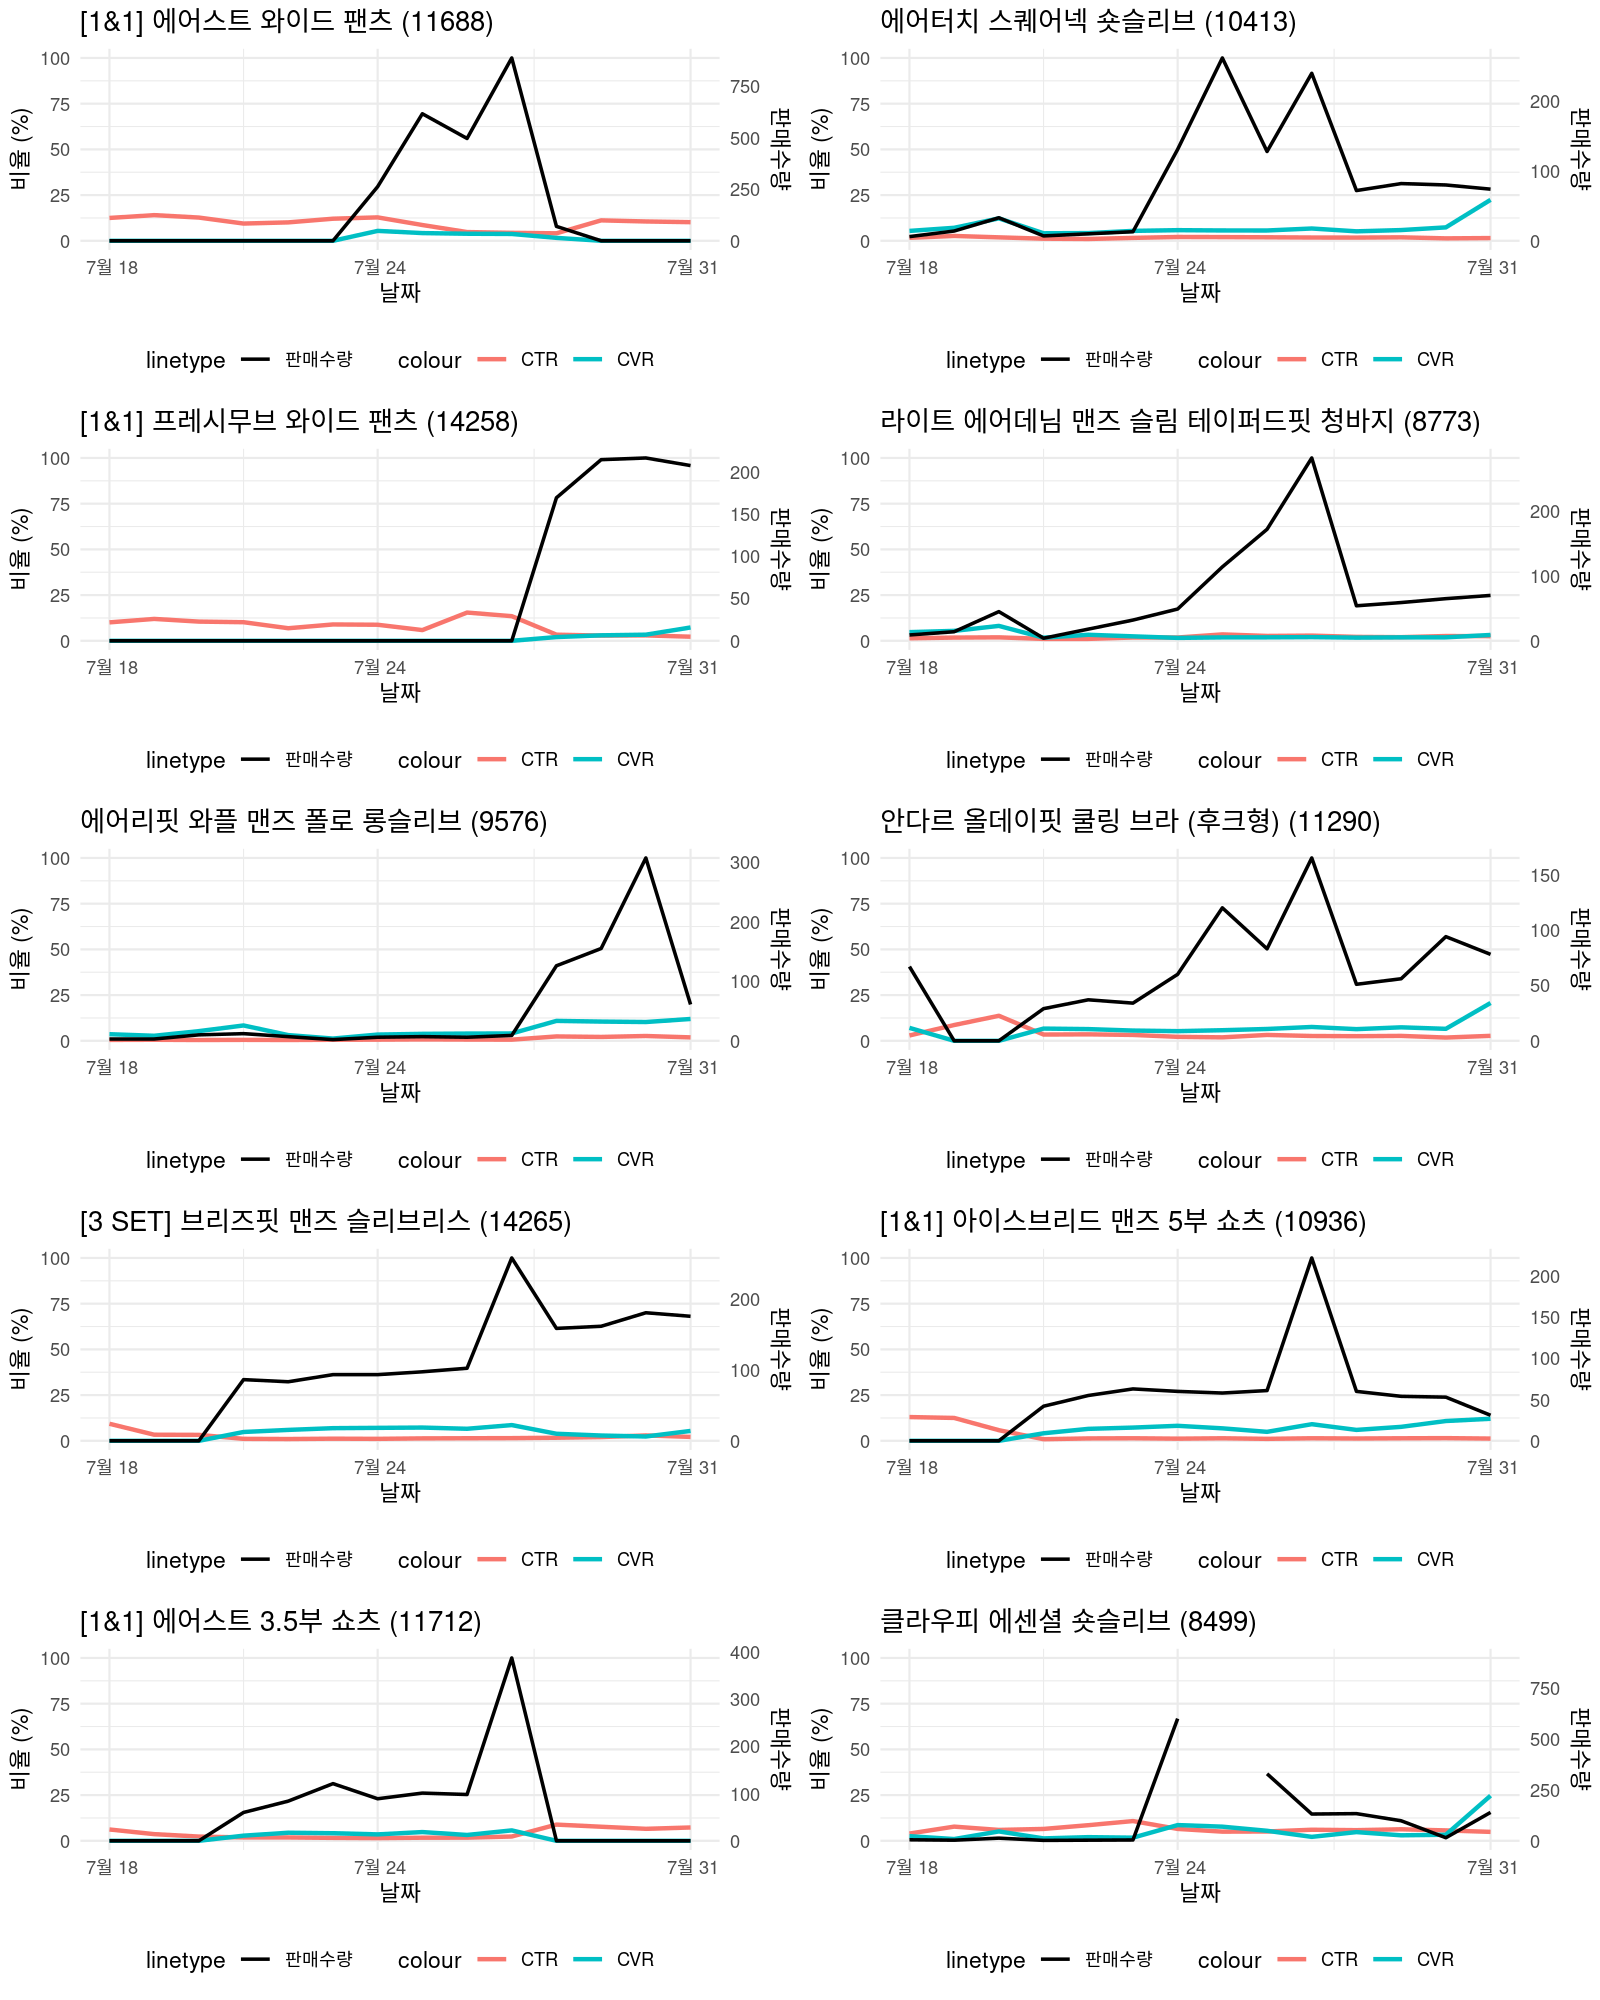 [1&1] 에어스트 와이드 팬츠 (11688)
비율 (%)
100
75
50
25
0
750
500
250
0
판매수량
7월 18
7월 24
7월 31
날짜
linetype 판매수량 colour CTR CVR
에어터치 스퀘어넥 숏슬리브 (10413)
비율 (%)
100
75
50
25
0
200
100
0
판매수량
7월 18
7월 24
7월 31
날짜
linetype 판매수량 colour CTR CVR
[1&1] 프레시무브 와이드 팬츠 (14258)
비율 (%)
100
75
50
25
0
200
150
100
50
0
판매수량
7월 18
7월 24
7월 31
날짜
linetype 판매수량 colour CTR CVR
라이트 에어데님 맨즈 슬림 테이퍼드핏 청바지 (8773)
비율 (%)
100
75
50
25
0
200
100
0
판매수량
7월 18
7월 24
7월 31
날짜
linetype 판매수량 colour CTR CVR
에어리핏 와플 맨즈 폴로 롱슬리브 (9576)
비율 (%)
100
75
50
25
0
300
200
100
0
판매수량
7월 18
7월 24
7월 31
날짜
linetype 판매수량 colour CTR CVR
안다르 올데이핏 쿨링 브라 (후크형) (11290)
비율 (%)
100
75
50
25
0
150
100
50
0
판매수량
7월 18
7월 24
7월 31
날짜
linetype 판매수량 colour CTR CVR
[3 SET] 브리즈핏 맨즈 슬리브리스 (14265)
비율 (%)
100
75
50
25
0
200
100
0
판매수량
7월 18
7월 24
7월 31
날짜
linetype 판매수량 colour CTR CVR
[1&1] 아이스브리드 맨즈 5부 쇼츠 (10936)
비율 (%)
100
75
50
25
0
200
150
100
50
0
판매수량
7월 18
7월 24
7월 31
날짜
linetype 판매수량 colour CTR CVR
[1&1] 에어스트 3.5부 쇼츠 (11712)
비율 (%)
100
75
50
25
0
400
300
200
100
0
판매수량
7월 18
7월 24
7월 31
날짜
linetype 판매수량 colour CTR CVR
클라우피 에센셜 숏슬리브 (8499)
비율 (%)
100
75
50
25
0
750
500
250
0
판매수량
7월 18
7월 24
7월 31
날짜
linetype 판매수량 colour CTR CVR